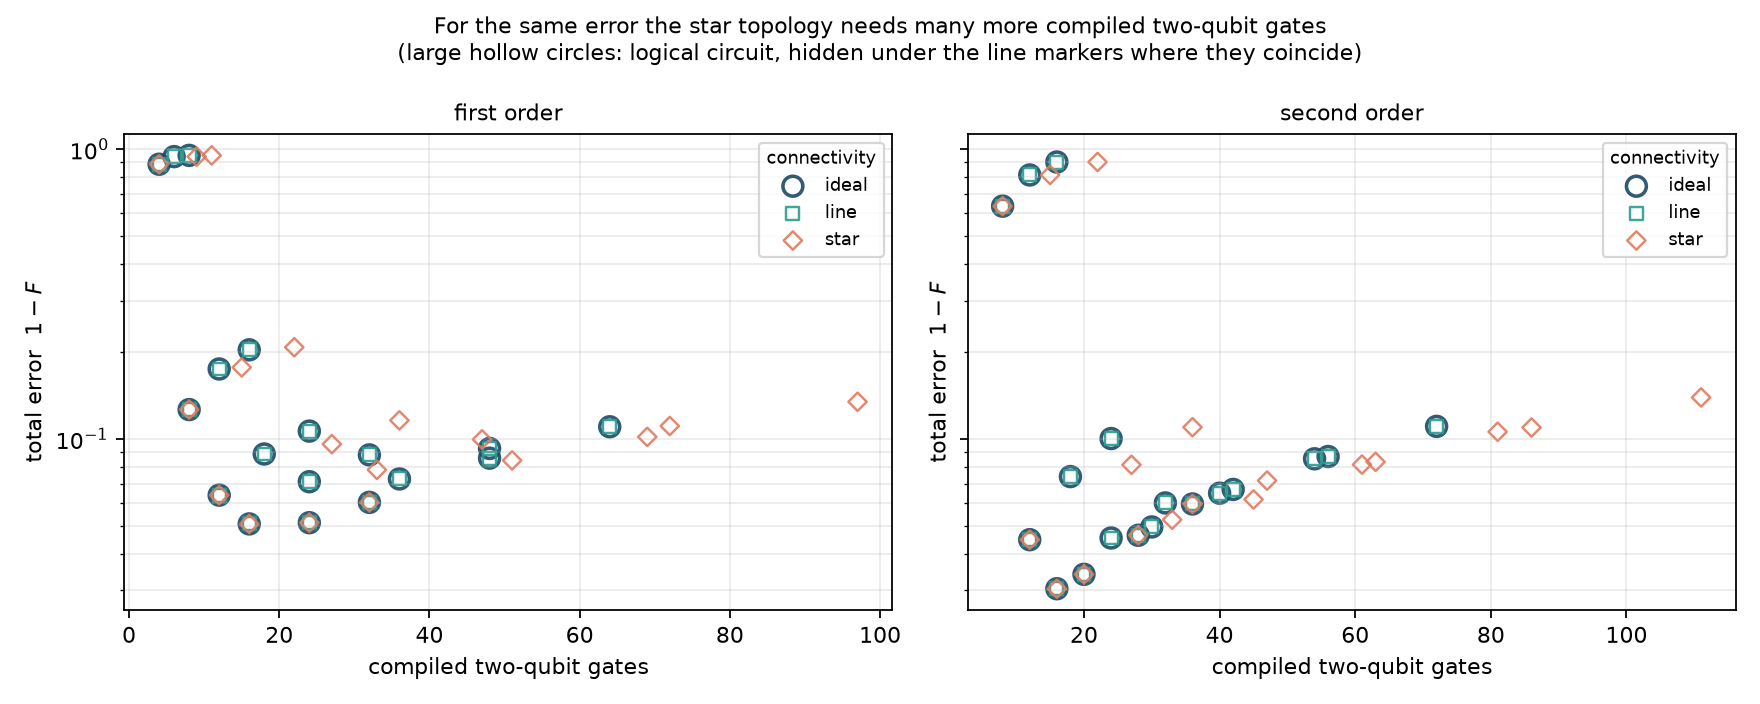 For the same error the star topology needs many more compiled two-qubit gates
(large hollow circles: logical circuit, hidden under the line markers where they coincide)
first order
total error 1 − F
10⁰
10⁻¹
0 20 40 60 80 100
compiled two-qubit gates
connectivity
ideal
line
star
second order
total error 1 − F
20 40 60 80 100
compiled two-qubit gates
connectivity
ideal
line
star